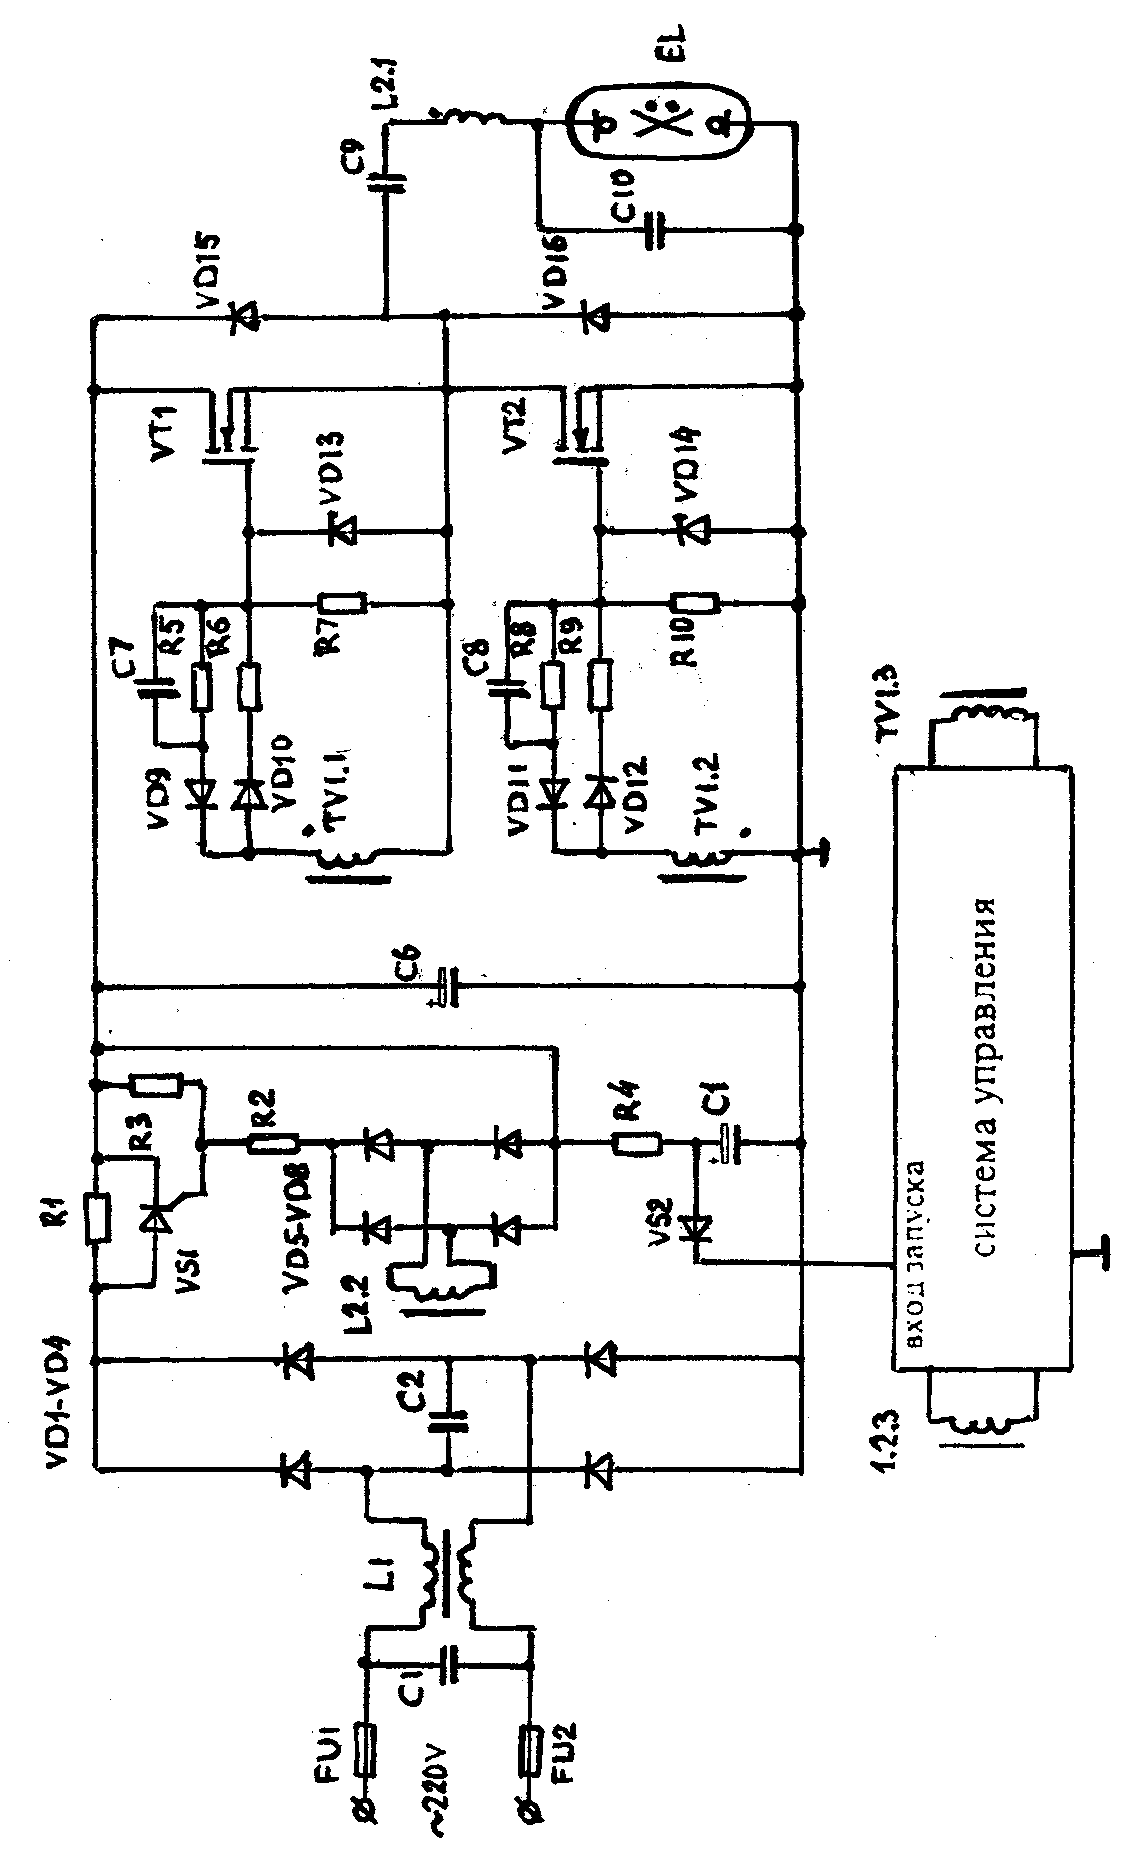 FU1
~220V
FU2
C1
L1
VD1-VD4
C2
R1
VS1
R3
R2
VD5-VD8
L2.2
R4
C1
+
VS2
C6
+
C7
R5
R6
VD9
VD10
TV1.1
R7
VT1
VD13
VD15
C8
R8
R9
VD11
VD12
TV1.2
R10
VT2
VD14
VD16
C9
L2.1
C10
EL
1.2.3
вход запуска
система управления
TV1.3